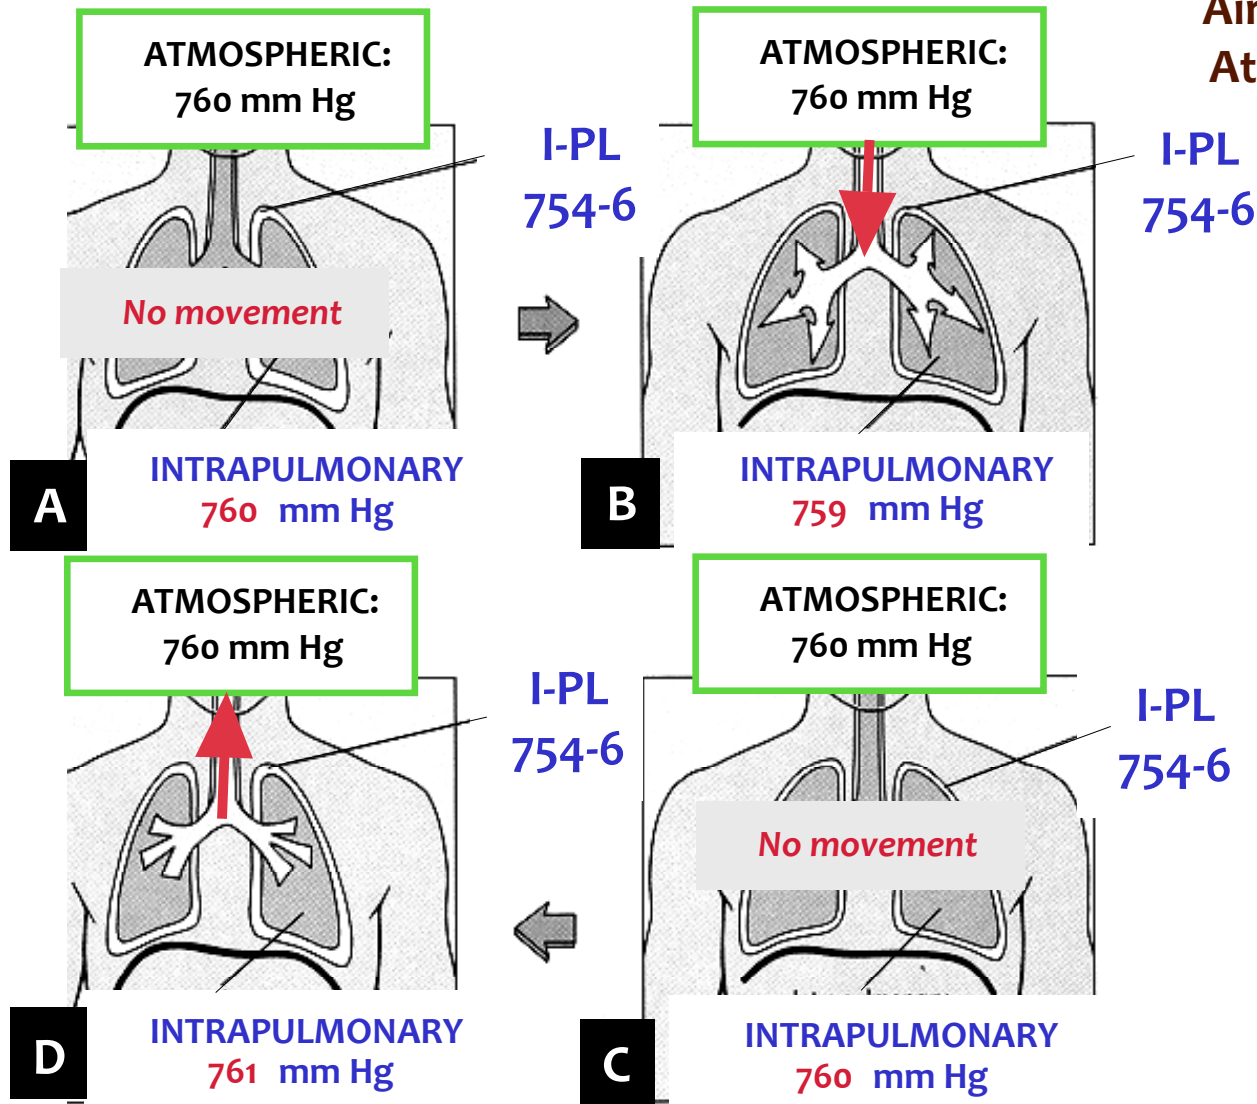 Air
At
ATMOSPHERIC:
760 mm Hg
I-PL
754-6
No movement
INTRAPULMONARY
760 mm Hg
A
ATMOSPHERIC:
760 mm Hg
I-PL
754-6
INTRAPULMONARY
759 mm Hg
B
ATMOSPHERIC:
760 mm Hg
I-PL
754-6
INTRAPULMONARY
761 mm Hg
D
ATMOSPHERIC:
760 mm Hg
I-PL
754-6
No movement
INTRAPULMONARY
760 mm Hg
C